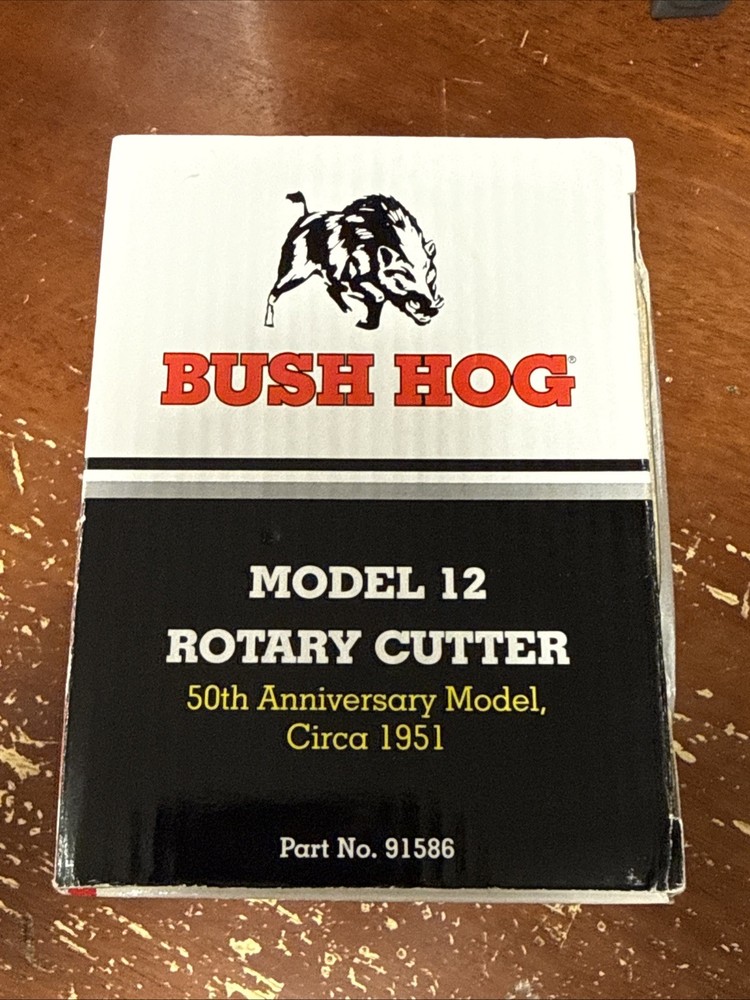 BUSH HOG®
MODEL 12
ROTARY CUTTER
50th Anniversary Model,
Circa 1951
Part No. 91586